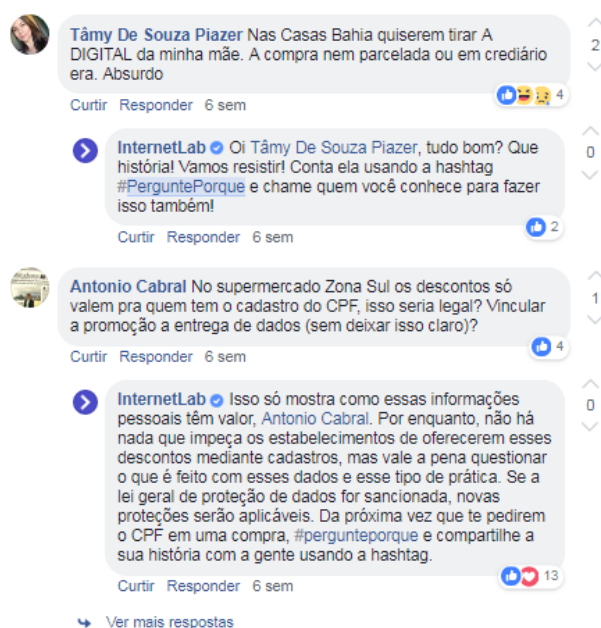 Tâmy De Souza Piazer Nas Casas Bahia quiserem tirar A
DIGITAL da minha mãe. A compra nem parcelada ou em crediário
era. Absurdo
2
4
Curtir Responder 6 sem
InternetLab Oi Tâmy De Souza Piazer, tudo bom? Que
história! Vamos resistir! Conta ela usando a hashtag
#PerguntePorque e chame quem você conhece para fazer
isso também!
0
2
Curtir Responder 6 sem
Antonio Cabral No supermercado Zona Sul os descontos só
valem pra quem tem o cadastro do CPF, isso seria legal? Vincular
a promoção a entrega de dados (sem deixar isso claro)?
1
4
Curtir Responder 6 sem
InternetLab Isso só mostra como essas informações
pessoais têm valor, Antonio Cabral. Por enquanto, não há
nada que impeça os estabelecimentos de oferecerem esses
descontos mediante cadastros, mas vale a pena questionar
o que é feito com esses dados e esse tipo de prática. Se a
lei geral de proteção de dados for sancionada, novas
proteções serão aplicáveis. Da próxima vez que te pedirem
o CPF em uma compra, #pergunteporque e compartilhe a
sua história com a gente usando a hashtag.
0
13
Curtir Responder 6 sem
Ver mais respostas